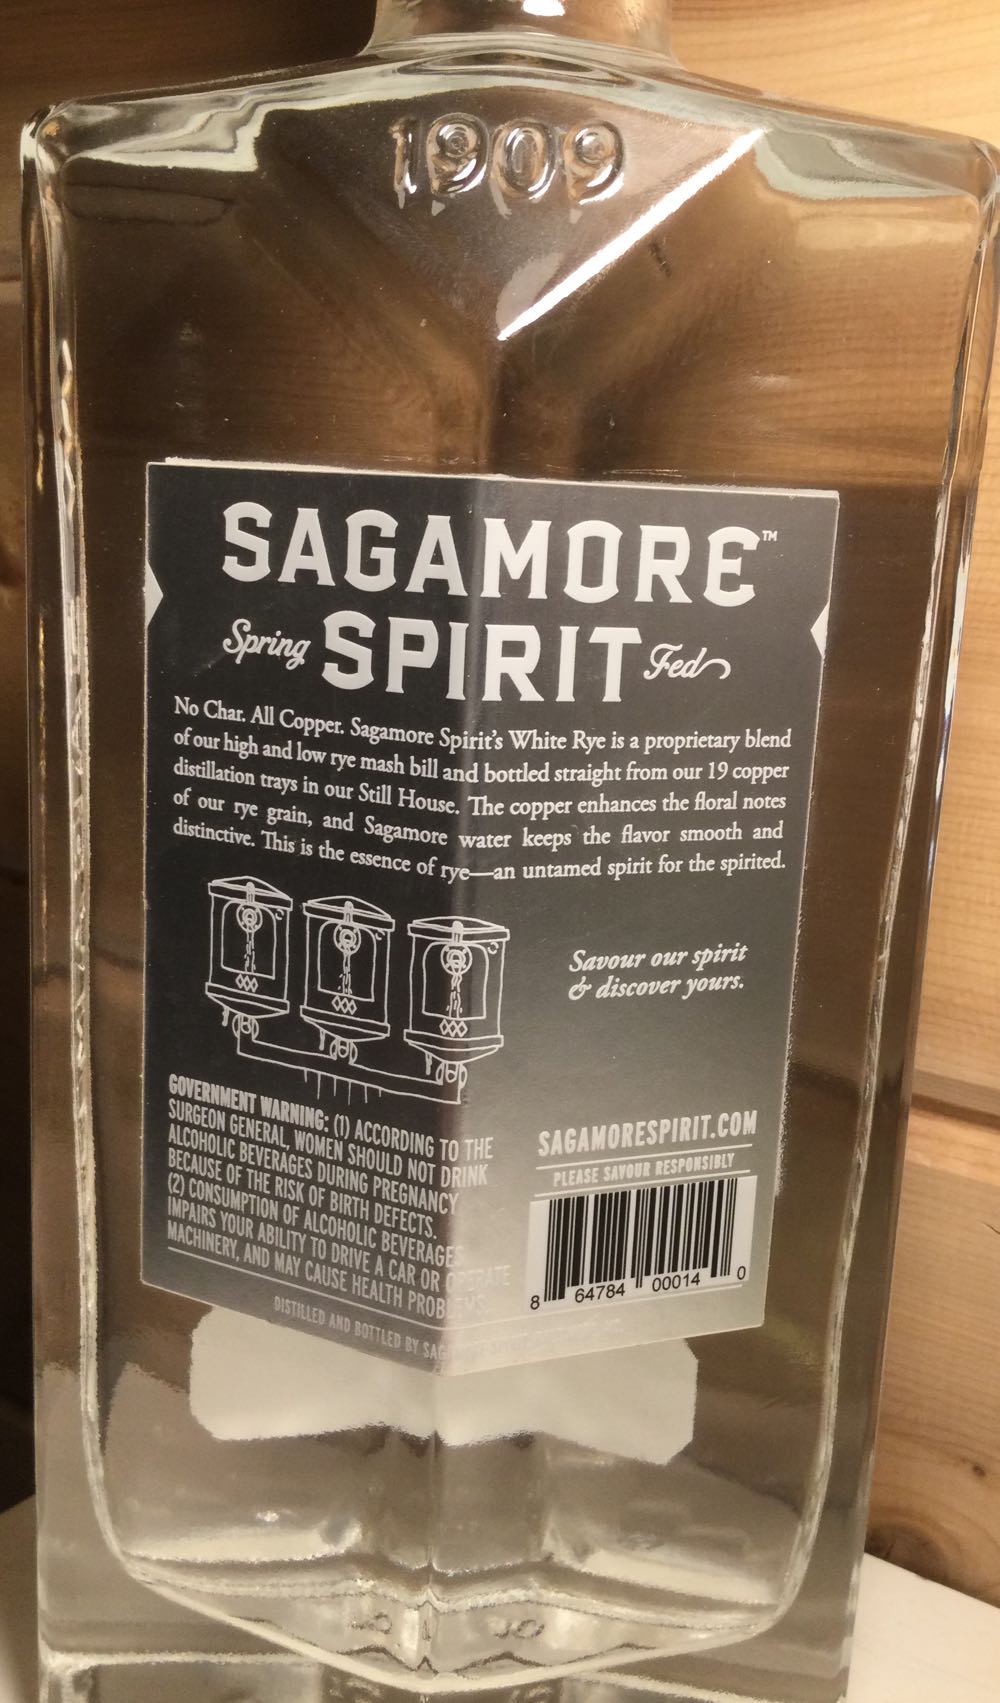 1909
SAGAMORE™
Spring SPIRIT Fed
No Char. All Copper. Sagamore Spirit's White Rye is a proprietary blend
of our high and low rye mash bill and bottled straight from our 19 copper
distillation trays in our Still House. The copper enhances the floral notes
of our rye grain, and Sagamore water keeps the flavor smooth and
distinctive. This is the essence of rye—an untamed spirit for the spirited.
Savour our spirit
& discover yours.
GOVERNMENT WARNING: (1) ACCORDING TO THE
SURGEON GENERAL, WOMEN SHOULD NOT DRINK
ALCOHOLIC BEVERAGES DURING PREGNANCY
BECAUSE OF THE RISK OF BIRTH DEFECTS.
(2) CONSUMPTION OF ALCOHOLIC BEVERAGES
IMPAIRS YOUR ABILITY TO DRIVE A CAR OR OPERATE
MACHINERY, AND MAY CAUSE HEALTH PROBLEMS.
DISTILLED AND BOTTLED BY
SAGAMORESPIRIT.COM
PLEASE SAVOUR RESPONSIBLY
8 64784 00014 0